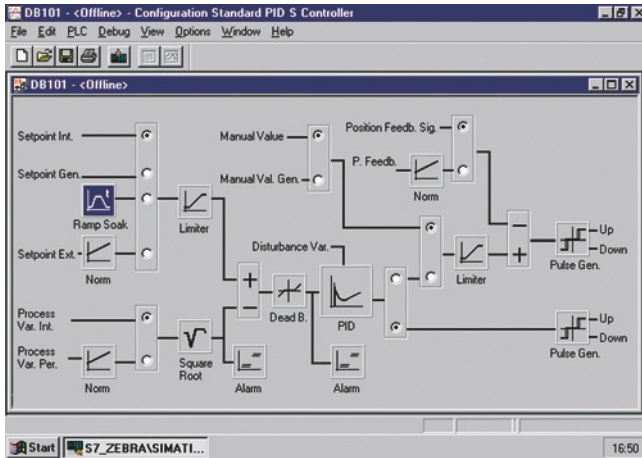 DB101 - <Offline> - Configuration Standard PID S Controller
File Edit PLC Debug View Options Window Help
DB101 - <Offline>
Setpoint Int.
Manual Value
Position Feedb. Sig.
P. Feedb.
Setpoint Gen.
Manual Val. Gen.
Norm
Ramp Soak
Limiter
Up
Down
Disturbance Var.
Setpoint Ext.
Norm
Limiter
Pulse Gen.
Process
Var. Int.
Dead B.
PID
Up
Down
Process
Var. Per.
Norm
Square
Root
Alarm
Alarm
Pulse Gen.
Start
S7_ZEBRA\SIMATI...
16:50